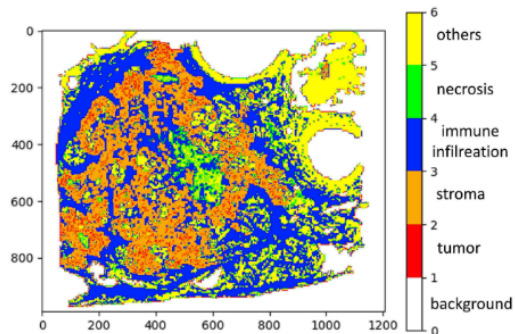 0
200
400
600
800
0 200 400 600 800 1000 1200
6
others
5
necrosis
4
immune
infilreation
3
stroma
2
tumor
1
background
0